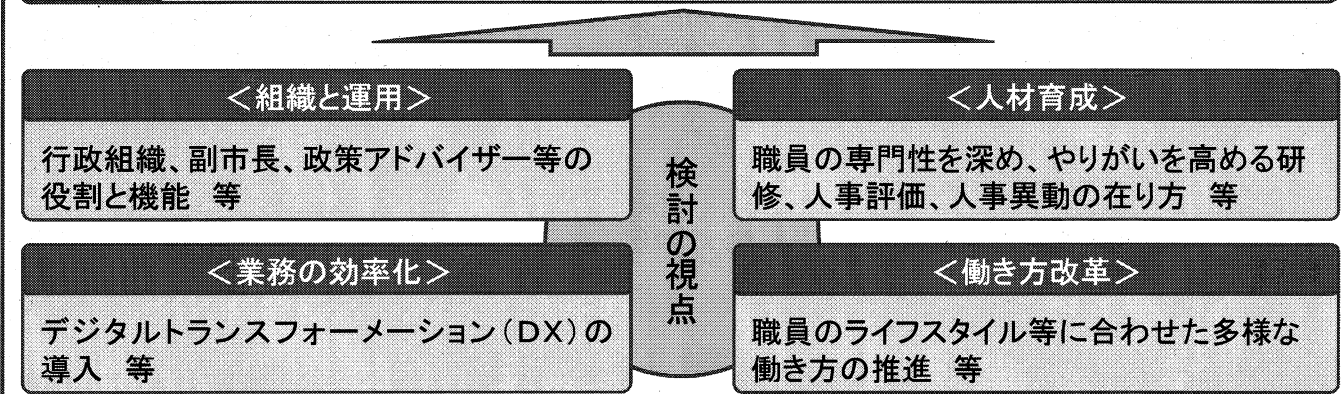 ＜組織と運用＞
行政組織、副市長、政策アドバイザー等の
役割と機能　等
＜人材育成＞
職員の専門性を深め、やりがいを高める研
修、人事評価、人事異動の在り方　等
検討の視点
＜業務の効率化＞
デジタルトランスフォーメーション（ＤＸ）の
導入　等
＜働き方改革＞
職員のライフスタイル等に合わせた多様な
働き方の推進　等